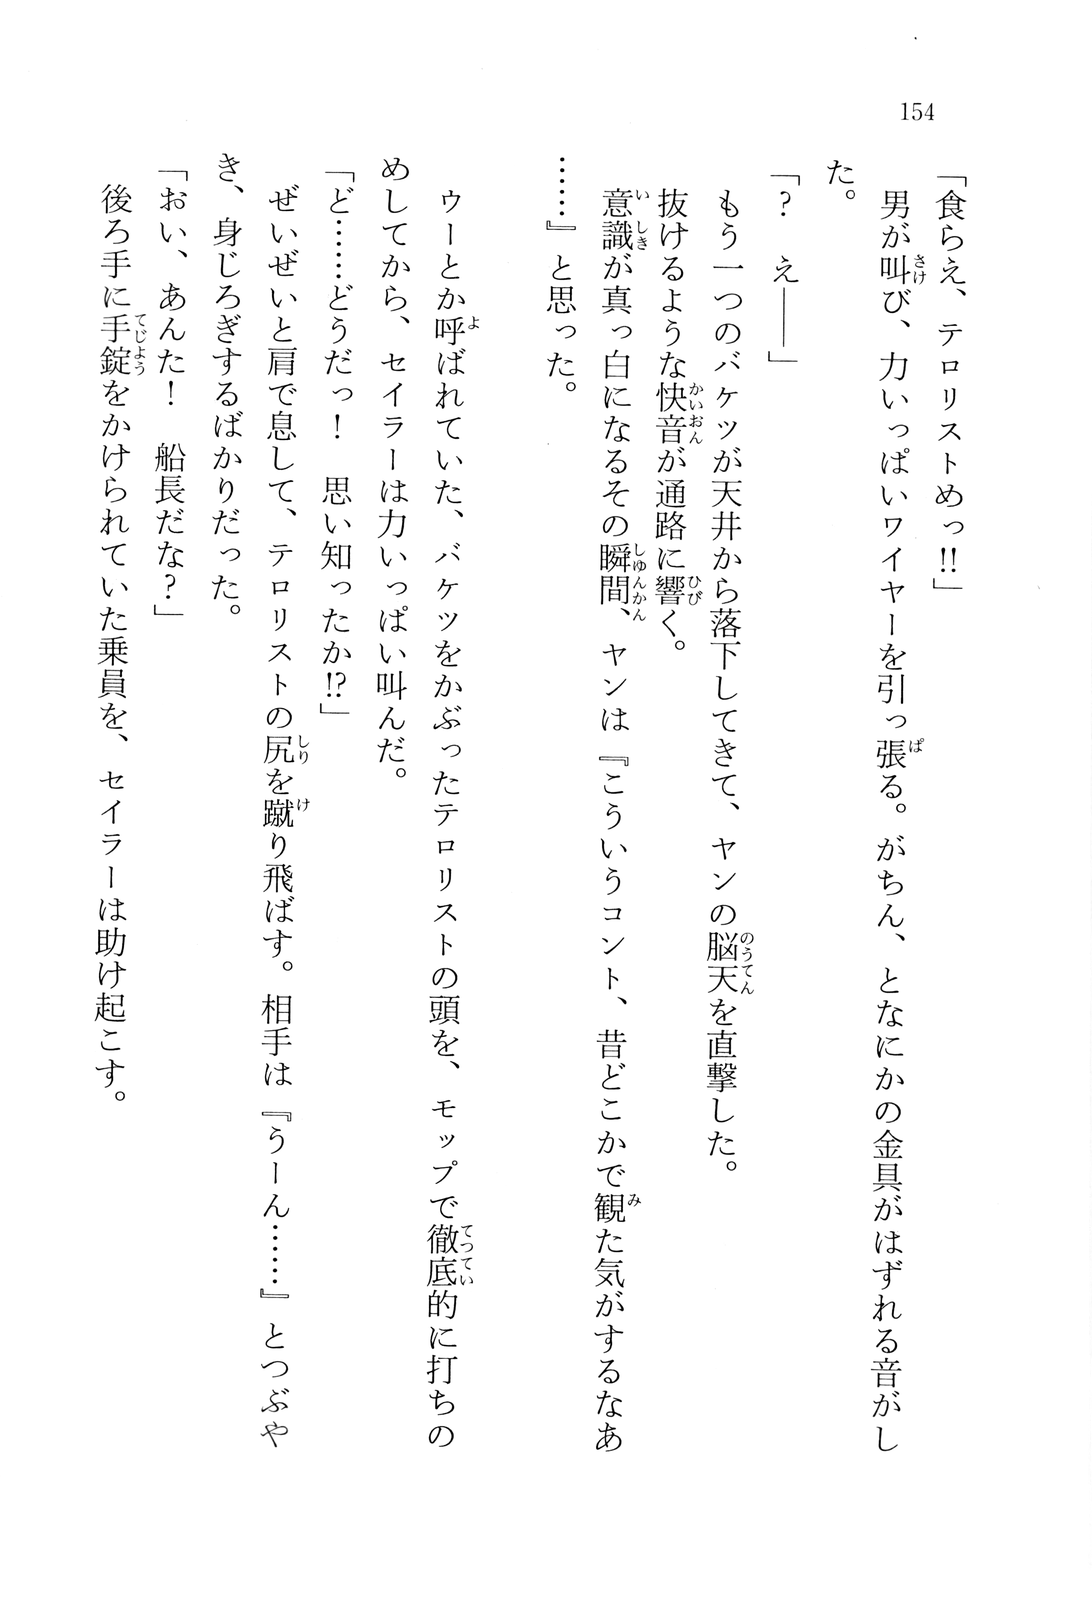 154
「食らえ、テロリストめっ!!」
　男が叫び、力いっぱいワイヤーを引っ張る。がちん、となにかの金具がはずれる音がし
た。
「？　え――」
　もう一つのバケツが天井から落下してきて、ヤンの脳天を直撃した。
　抜けるような快音が通路に響く。
　意識が真っ白になるその瞬間、ヤンは『こういうコント、昔どこかで観た気がするなあ
……』と思った。
　ウーとか呼ばれていた、バケツをかぶったテロリストの頭を、モップで徹底的に打ちの
めしてから、セイラーは力いっぱい叫んだ。
「ど……どうだっ！　思い知ったか!?」
　ぜいぜいと肩で息して、テロリストの尻を蹴り飛ばす。相手は『うーん……』とつぶや
き、身じろぎするばかりだった。
「おい、あんた！　船長だな？」
　後ろ手に手錠をかけられていた乗員を、セイラーは助け起こす。